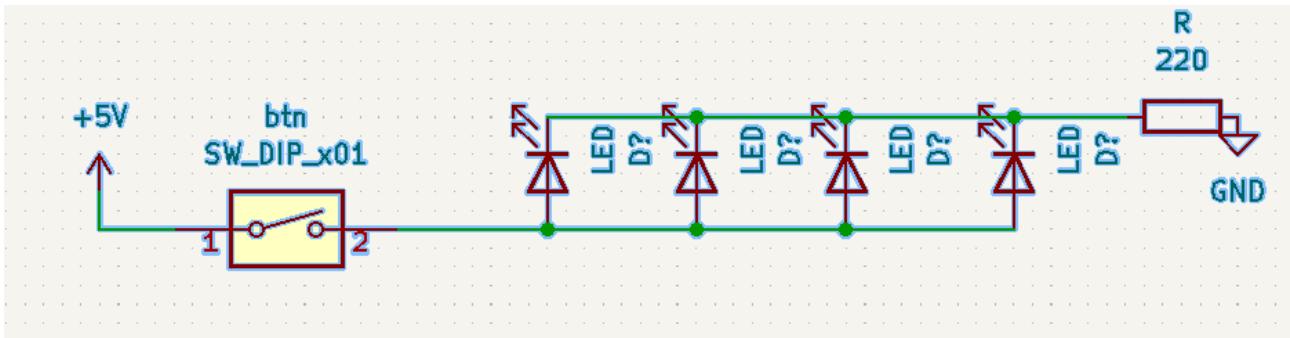 R
220
+5V
btn
SW_DIP_x01
LED
D?
LED
D?
LED
D?
LED
D?
1
2
GND